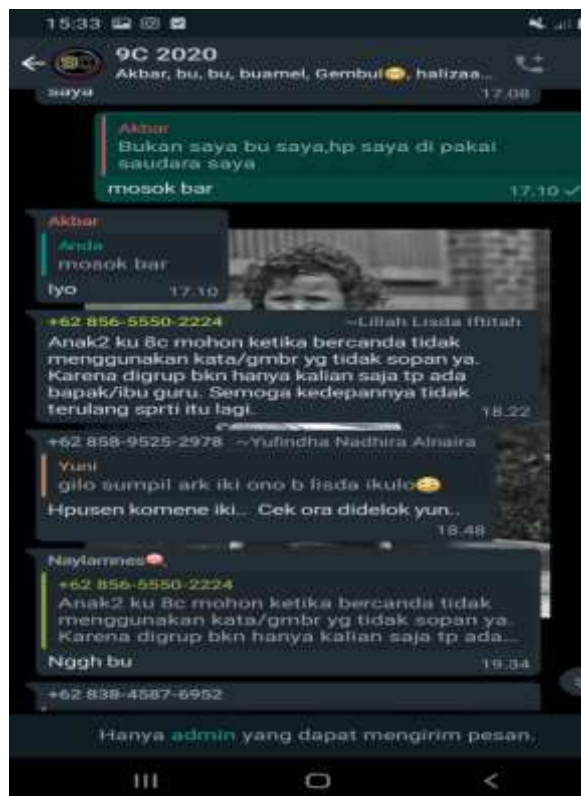 15:33
9C 2020
Akbar, bu, bu, buamel, Gembul😊, halizaa...
saya
17.08
Akbar
Bukan saya bu saya,hp saya di pakai
saudara saya
mosok bar
17.10
Akbar
Anda
mosok bar
Iyo
17.10
+62 856-5550-2224 ~Lillah Lisda Iftitah
Anak2 ku 8c mohon ketika bercanda tidak
menggunakan kata/grmbr yg tidak sopan ya.
Karena digrup bkn hanya kalian saja tp ada
bapak/ibu guru. Semoga kedepannya tidak
terulang sprti itu lagi.
18.22
+62 858-9525-2978 ~Yufindha Nadhira Alnaira
Yuni
gilo sumpil ark iki ono b lisda ikulo😅
Hpusen komene iki.. Cek ora didelok yun..
18.48
Naylamnes
+62 856-5550-2224
Anak2 ku 8c mohon ketika bercanda tidak
menggunakan kata/gmbr yg tidak sopan ya.
Karena digrup bkn hanya kalian saja tp ada...
Nggh bu
19.34
+62 838-4587-6952
Hanya admin yang dapat mengirim pesan.